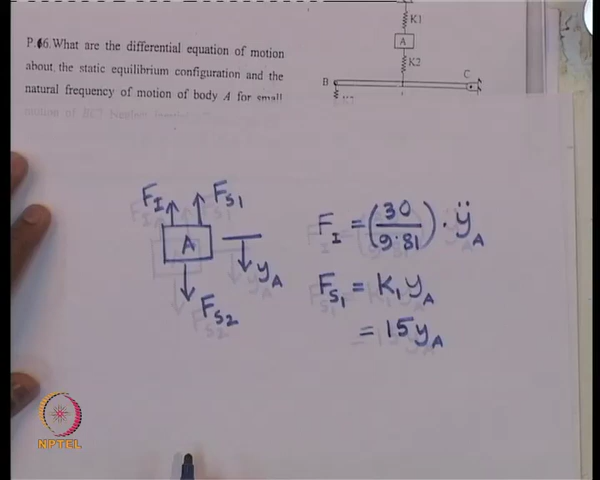 K1
A
K2
B
C
P.66.What are the differential equation of motion
about the static equilibrium configuration and the
natural frequency of motion of body A for small
F_I F_S1
A
y_A
F_S2
F_I = (30/9.81) · ÿ_A
F_S1 = K_1 y_A
= 15 y_A
NPTEL